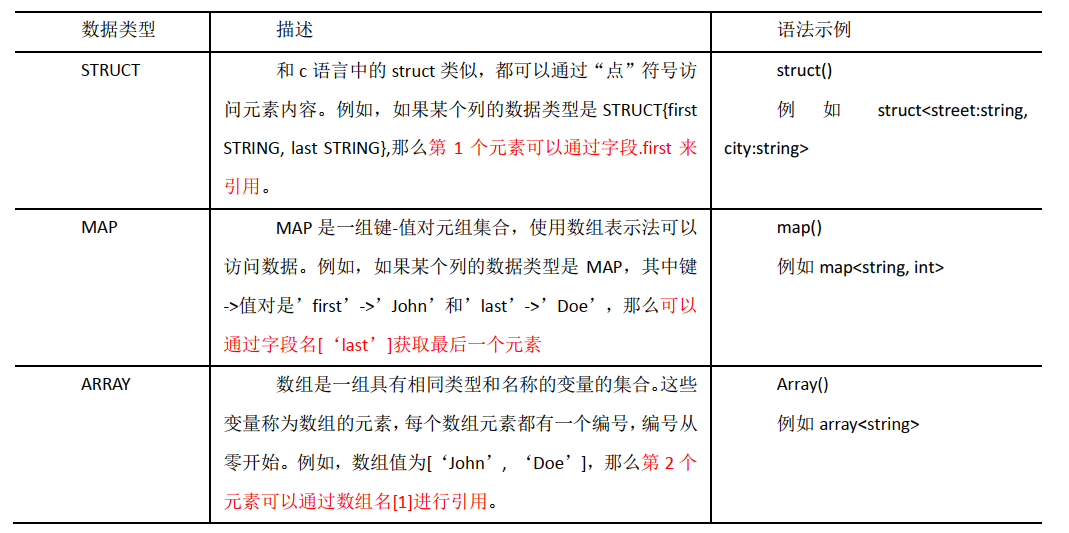 数据类型 描述 语法示例
STRUCT 和 c 语言中的 struct 类似，都可以通过“点”符号访 struct()
问元素内容。例如，如果某个列的数据类型是 STRUCT{first 例如 struct<street:string,
STRING, last STRING},那么第 1 个元素可以通过字段.first 来 city:string>
引用。
MAP MAP 是一组键-值对元组集合，使用数组表示法可以 map()
访问数据。例如，如果某个列的数据类型是 MAP，其中键 例如 map<string, int>
->值对是’first’->’John’和’last’->’Doe’，那么可以
通过字段名[‘last’]获取最后一个元素
ARRAY 数组是一组具有相同类型和名称的变量的集合。这些 Array()
变量称为数组的元素，每个数组元素都有一个编号，编号从 例如 array<string>
零开始。例如，数组值为[‘John’, ‘Doe’]，那么第 2 个
元素可以通过数组名[1]进行引用。